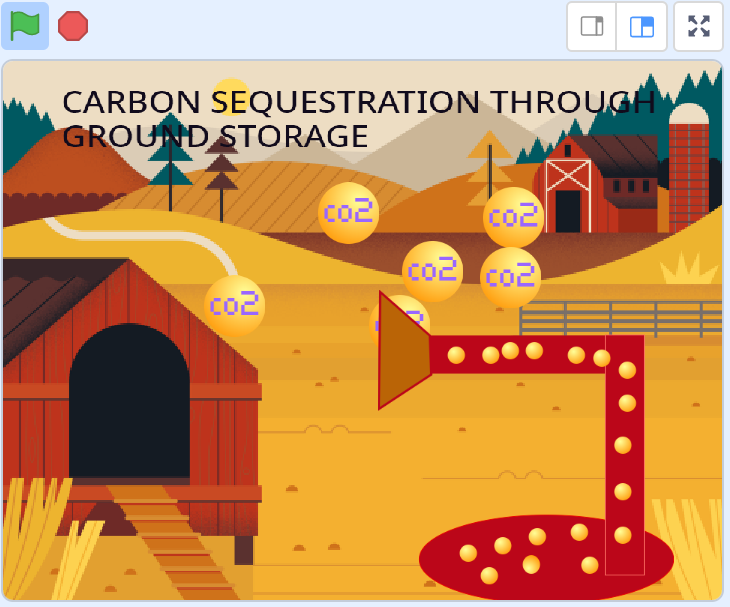 CARBON SEQUESTRATION THROUGH
GROUND STORAGE
co2
co2
co2
co2
co2